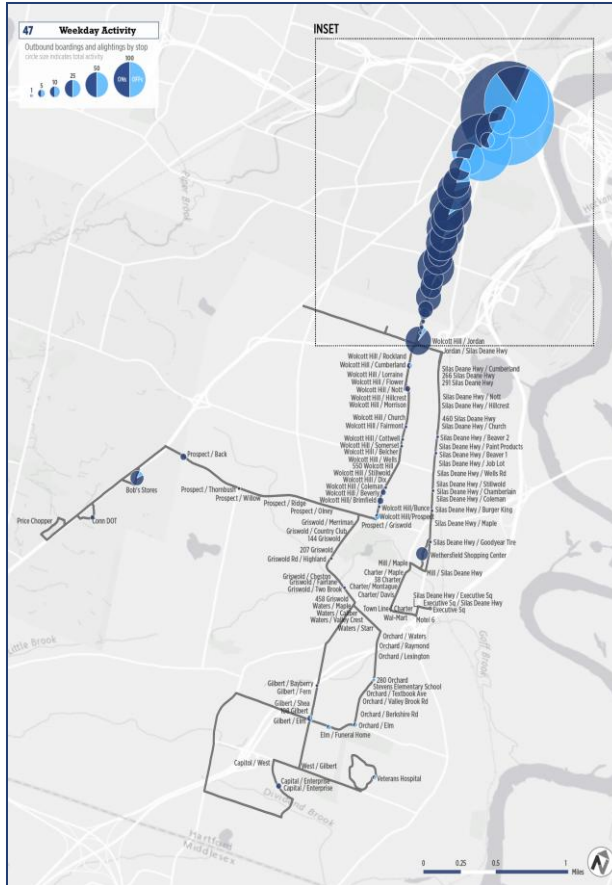 47 Weekday Activity
Outbound boardings and alightings by stop
circle size indicates total activity
1 5 10 25 50 100
ONs OFFs
INSET
Piper Brook
Wolcott Hill / Jordan
Jordan / Silas Deane Hwy
Wolcott Hill / Rockland
Wolcott Hill / Cumberland
Wolcott Hill / Lorraine
Wolcott Hill / Flower
Wolcott Hill / Nott
Wolcott Hill / Hillcrest
Wolcott Hill / Morrison
Wolcott Hill / Church
Wolcott Hill / Fairmont
Wolcott Hill / Cottwell
Wolcott Hill / Somerset
Wolcott Hill / Belcher
Wolcott Hill / Wells
550 Wolcott Hill
Wolcott Hill / Stillwold
Wolcott Hill / Dix
Wolcott Hill / Coleman
Wolcott Hill / Beverly
Wolcott Hill / Brimfield
Wolcott Hill/Bunce
Wolcott Hill/Prospect
Silas Deane Hwy / Cumberland
266 Silas Deane Hwy
291 Silas Deane Hwy
Silas Deane Hwy / Nott
Silas Deane Hwy / Hillcrest
460 Silas Deane Hwy
Silas Deane Hwy / Church
Silas Deane Hwy / Beaver 2
Silas Deane Hwy / Paint Products
Silas Deane Hwy / Beaver 1
Silas Deane Hwy / Job Lot
Silas Deane Hwy / Wells Rd
Silas Deane Hwy / Stillwold
Silas Deane Hwy / Chamberlain
Silas Deane Hwy / Coleman
Silas Deane Hwy / Burger King
Silas Deane Hwy / Maple
Silas Deane Hwy / Goodyear Tire
Wethersfield Shopping Center
Mill / Silas Deane Hwy
Prospect / Back
Bob's Stores
Price Chopper
Conn DOT
Prospect / Thornbush
Prospect / Willow
Prospect / Ridge
Prospect / Olney
Prospect / Griswold
Griswold / Merriman
Griswold / Country Club
144 Griswold
207 Griswold
Griswold Rd / Highland
Griswold / Cheston
Griswold / Fairlane
Griswold / Two Brook
450 Griswold
Waters / Maple
Waters / Culper
Waters / Valley Crest
Waters / Starr
Mill / Maple
Charter / Maple
38 Charter
Charter/ Montague
Charter/ Davis
Town Line / Charter
Wal-Mart
Silas Deane Hwy / Executive Sq
Executive Sq / Silas Deane Hwy
Executive Sq
Motel 6
Orchard / Waters
Orchard / Raymond
Orchard / Lexington
280 Orchard
Stevens Elementary School
Orchard / Textbook Ave
Orchard / Valley Brook Rd
Orchard / Berkshire Rd
Orchard / Elm
Elm / Funeral Home
Gilbert / Bayberry
Gilbert / Fern
Gilbert / Shea
Gilbert / Elm
Capitol / West
West / Gilbert
Capital / Enterprise
Capital / Enterprise
Veterans Hospital
Little Brook
Goff Brook
Dividend Brook
Hartford
Middlesex
0 0.25 0.5 1
Miles